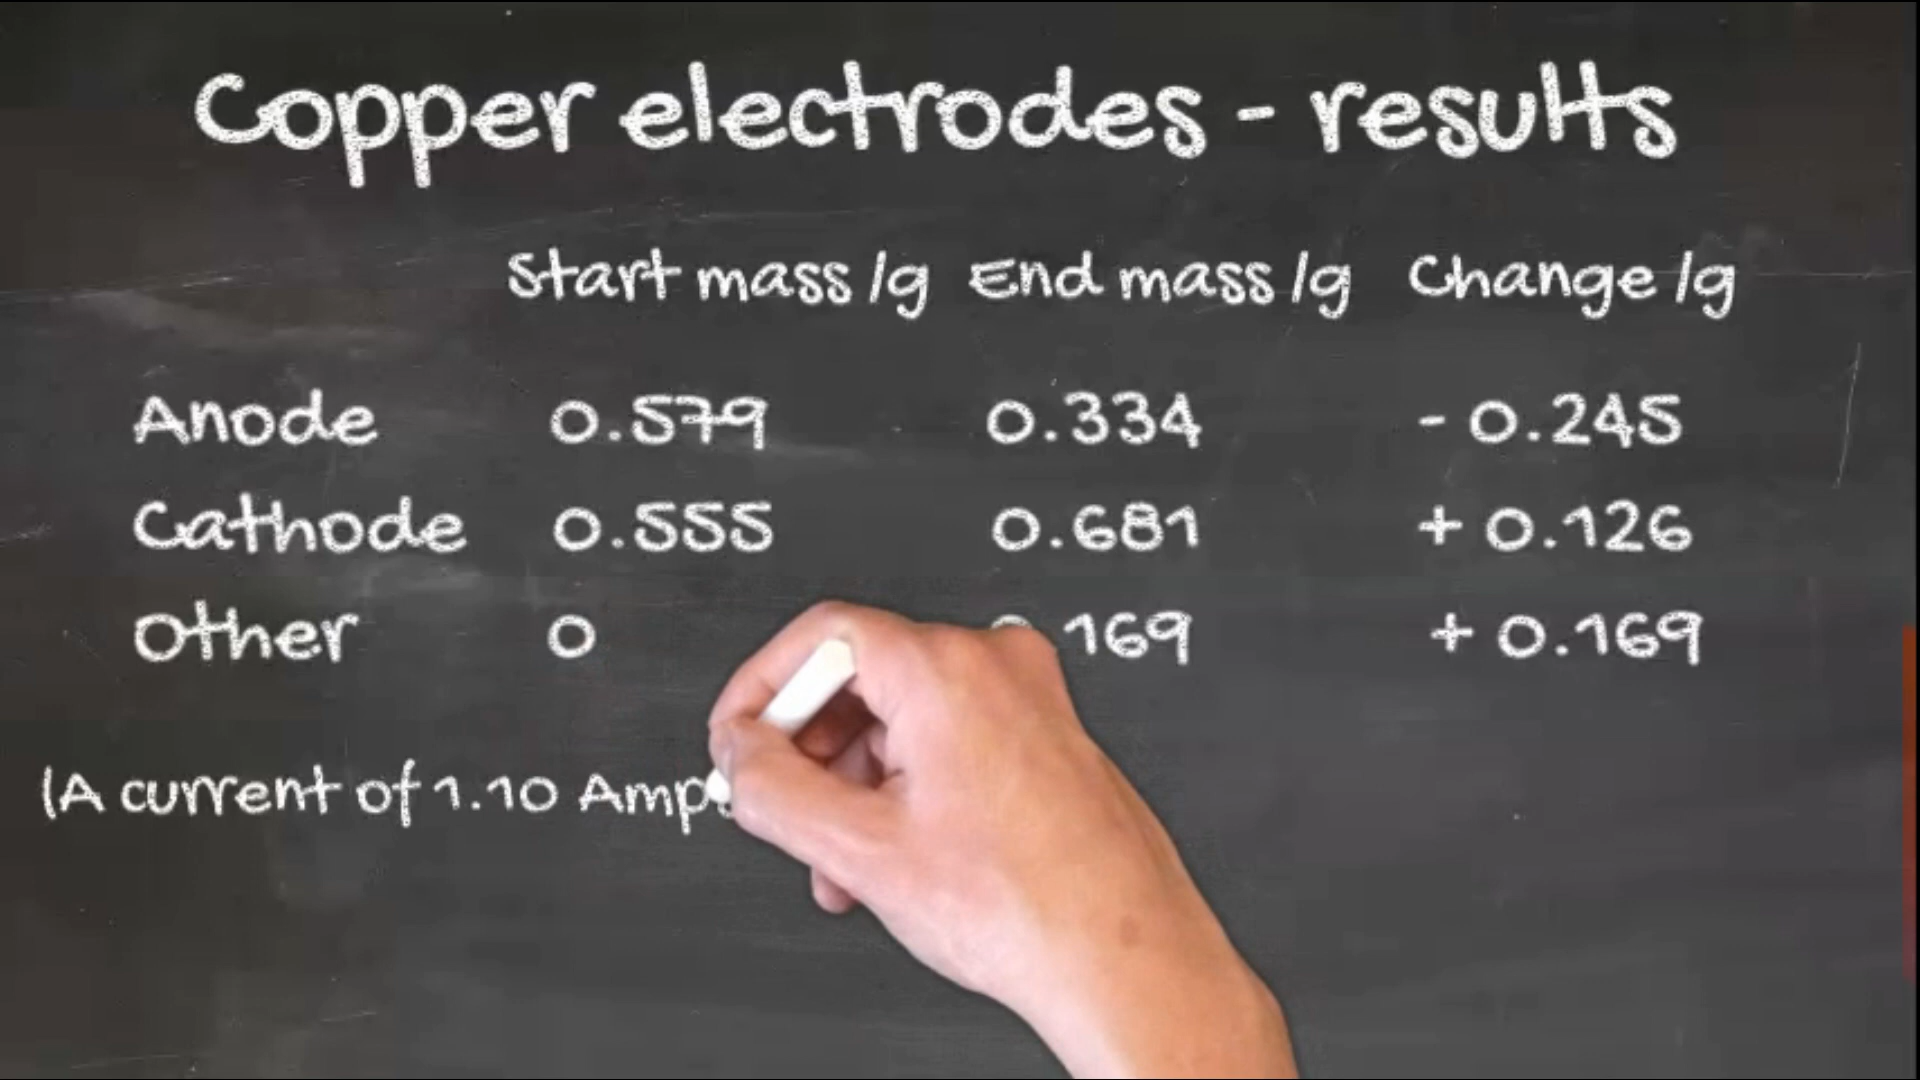 Copper electrodes - results
Start mass /g End mass /g Change /g
Anode 0.579 0.334 - 0.245
Cathode 0.555 0.681 + 0.126
Other 0 169 + 0.169
(A current of 1.10